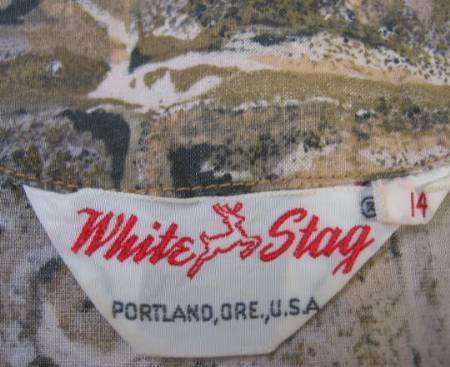 White Stag ® 14
PORTLAND, ORE., U.S.A